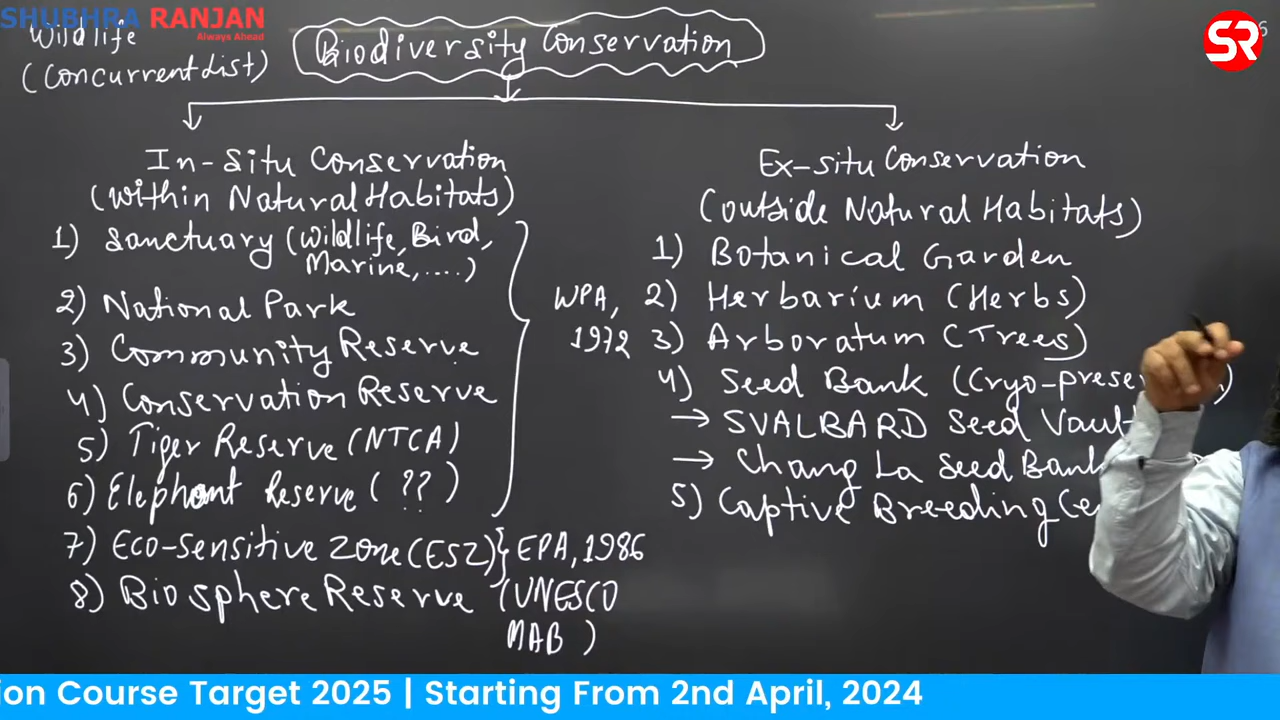 SHUBHRA RANJAN
Always Ahead
Wildlife
(Concurrent List)
Biodiversity Conservation
SR
6
In-Situ Conservation
(Within Natural Habitats)
1) Sanctuary (Wildlife, Bird,
Marine,....)
2) National Park
3) Community Reserve
4) Conservation Reserve
5) Tiger Reserve (NTCA)
6) Elephant Reserve ( ?? )
WPA,
1972
7) Eco-Sensitive Zone (ESZ) } EPA, 1986
8) Biosphere Reserve (UNESCO
MAB )
Ex-situ Conservation
(outside Natural Habitats)
1) Botanical Garden
2) Herbarium (Herbs)
3) Arboratum (Trees)
4) Seed Bank (Cryo-preser
→ SVALBARD Seed Vault
→ Chang La Seed Bank
5) Captive Breeding Ce
ion Course Target 2025 | Starting From 2nd April, 2024